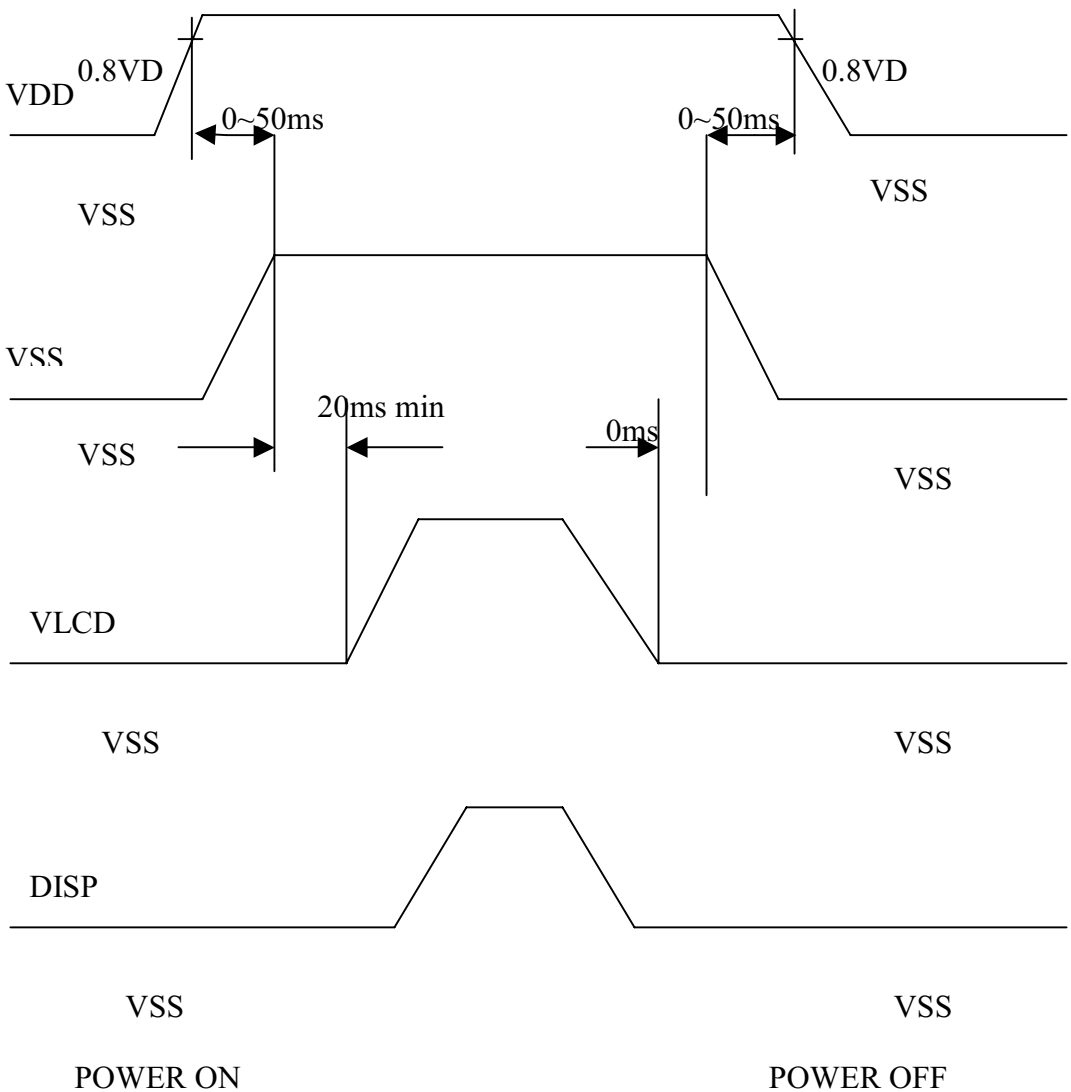 0.8VD 0.8VD
VDD
0~50ms 0~50ms
VSS VSS
VSS
20ms min 0ms
VSS VSS
VLCD
VSS VSS
DISP
VSS VSS
POWER ON POWER OFF